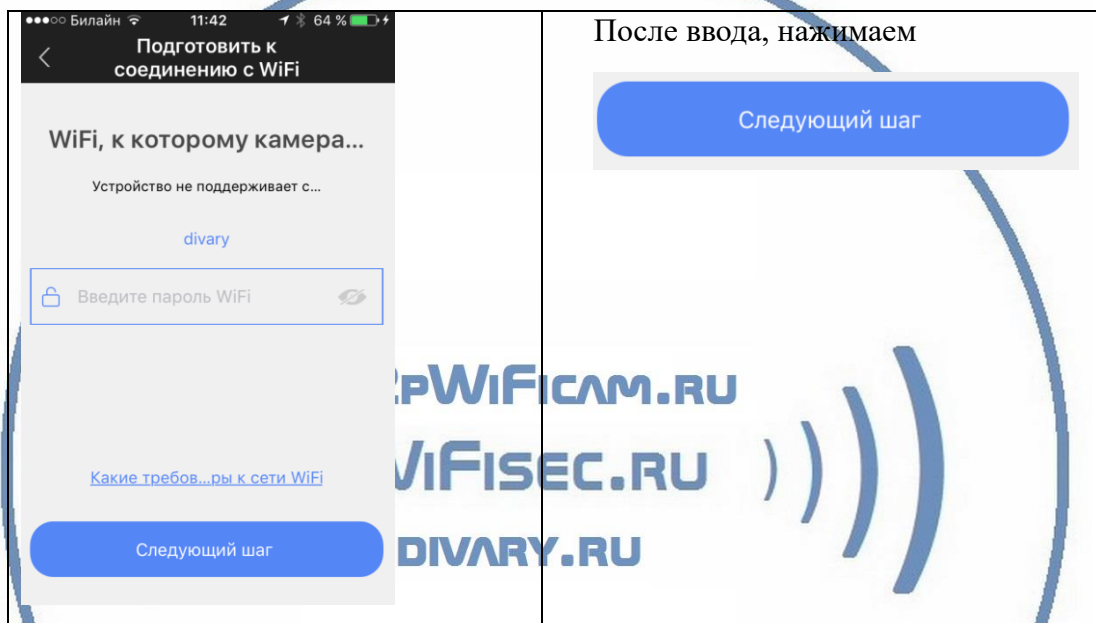 ●●●○○ Билайн 11:42 64 %
Подготовить к
соединению с WiFi
WiFi, к которому камера...
Устройство не поддерживает с...
divary
Введите пароль WiFi
Какие требов...ры к сети WiFi
Следующий шаг
После ввода, нажимаем
Следующий шаг
PWIFICAM.RU
WIFISEC.RU
DIVARY.RU